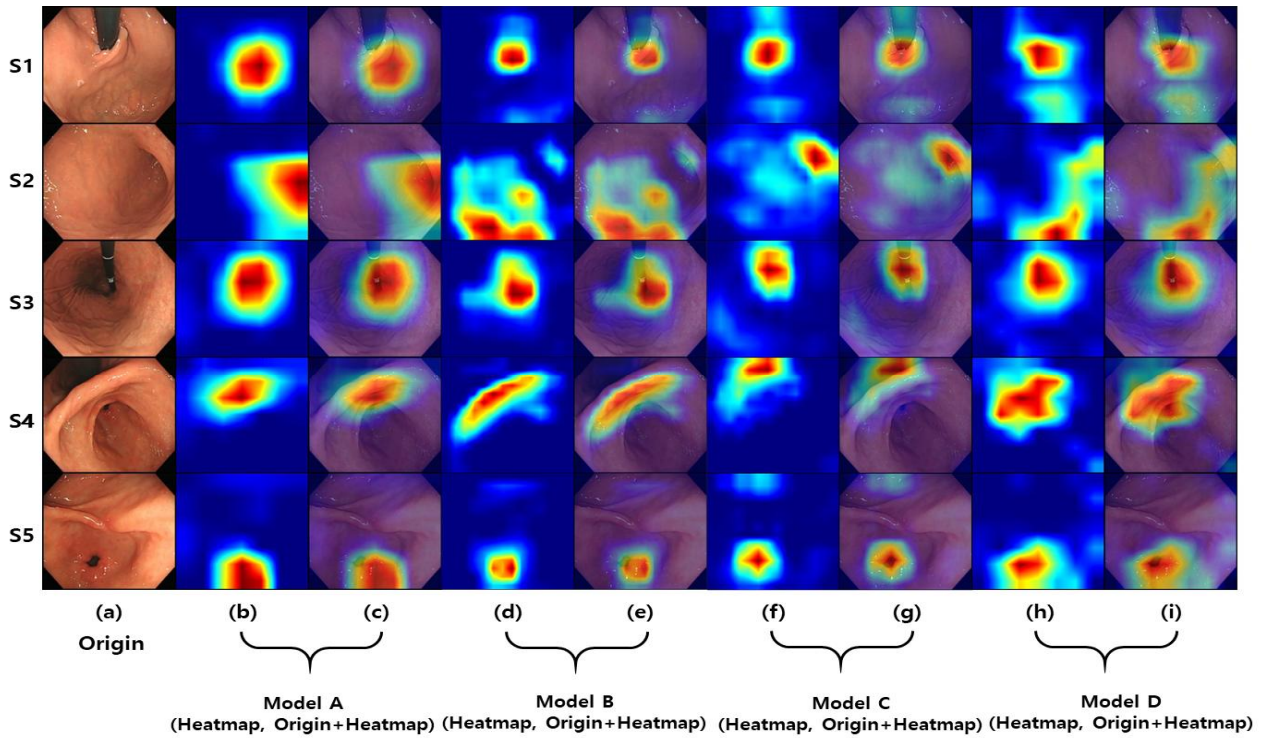 S1
S2
S3
S4
S5
(a) (b) (c) (d) (e) (f) (g) (h) (i)
Origin
Model A Model B Model C Model D
(Heatmap, Origin+Heatmap) (Heatmap, Origin+Heatmap) (Heatmap, Origin+Heatmap) (Heatmap, Origin+Heatmap)